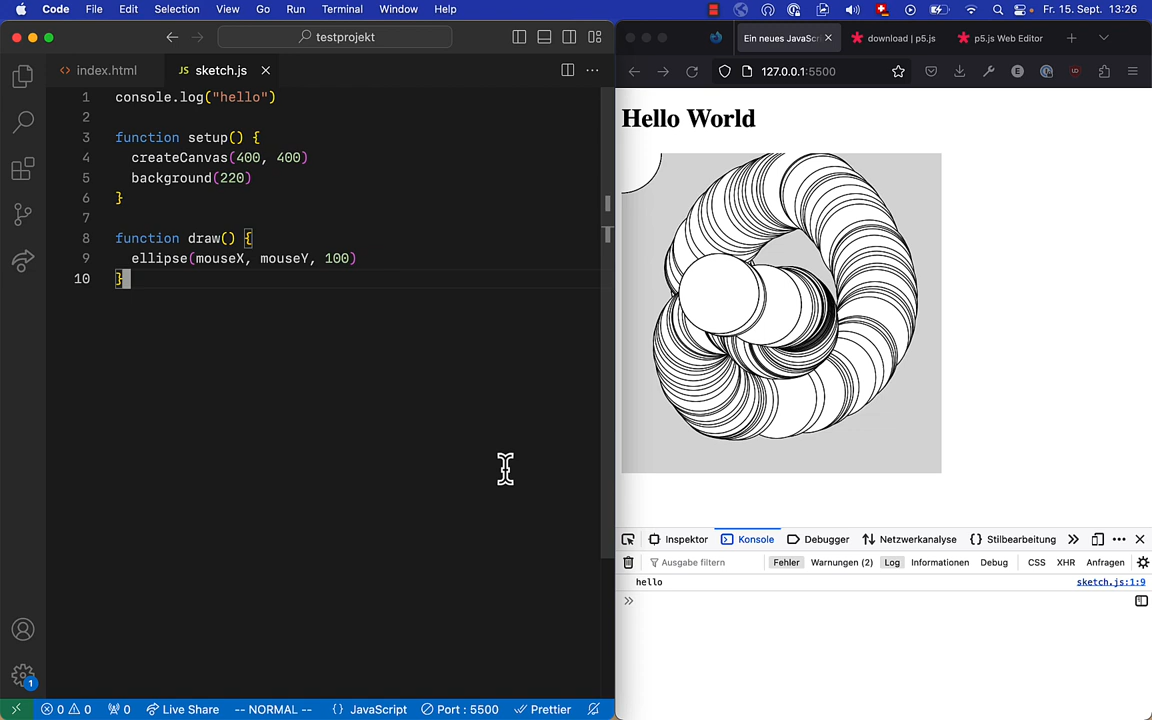 Code File Edit Selection View Go Run Terminal Window Help Fr. 15. Sept. 13:26
testprojekt
index.html
JS sketch.js
1 console.log("hello")
2
3 function setup() {
4 createCanvas(400, 400)
5 background(220)
6 }
7
8 function draw() {
9 ellipse(mouseX, mouseY, 100)
10 }
1
0 0 0 Live Share -- NORMAL -- {} JavaScript Port : 5500 Prettier
Ein neues JavaScri
download | p5.js
p5.js Web Editor
127.0.0.1:5500
Hello World
Inspektor Konsole Debugger Netzwerkanalyse {} Stilbearbeitung
Ausgabe filtern Fehler Warnungen (2) Log Informationen Debug CSS XHR Anfragen
hello sketch.js:1:9